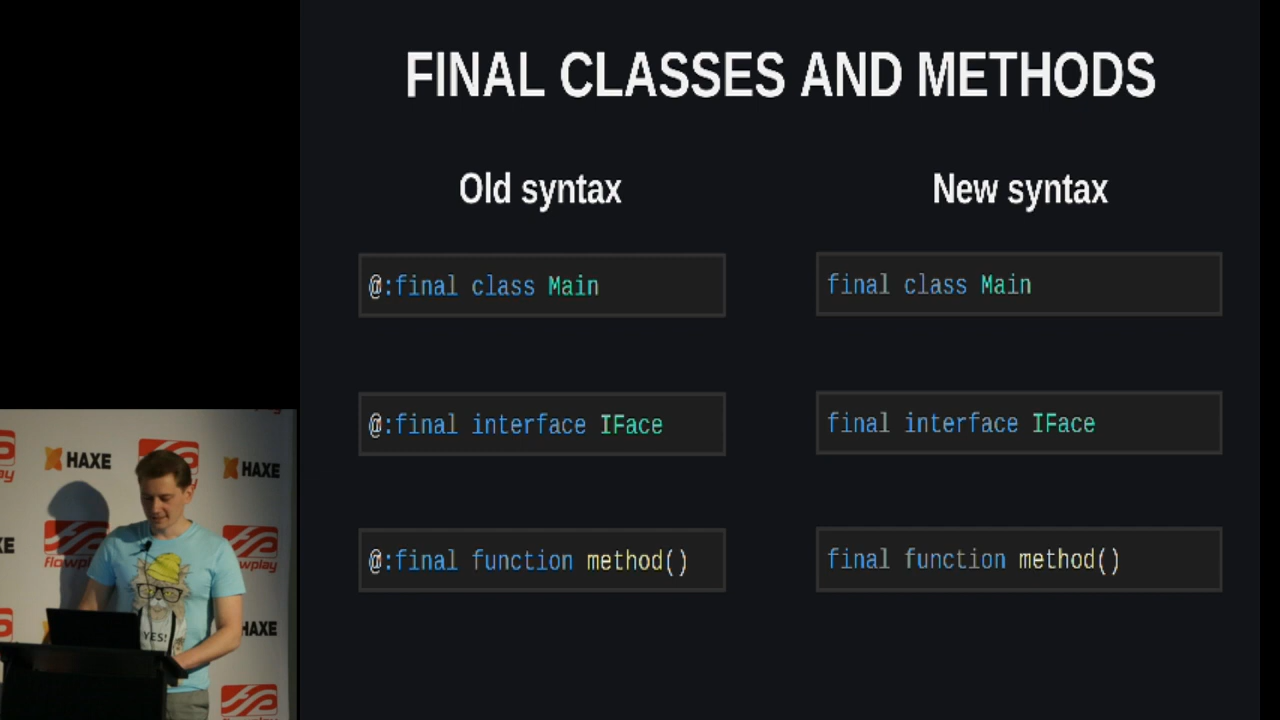 FINAL CLASSES AND METHODS
Old syntax
New syntax
@:final class Main
final class Main
@:final interface IFace
final interface IFace
@:final function method()
final function method()
HAXE
HAXE
flowplay
HAXE
YES!